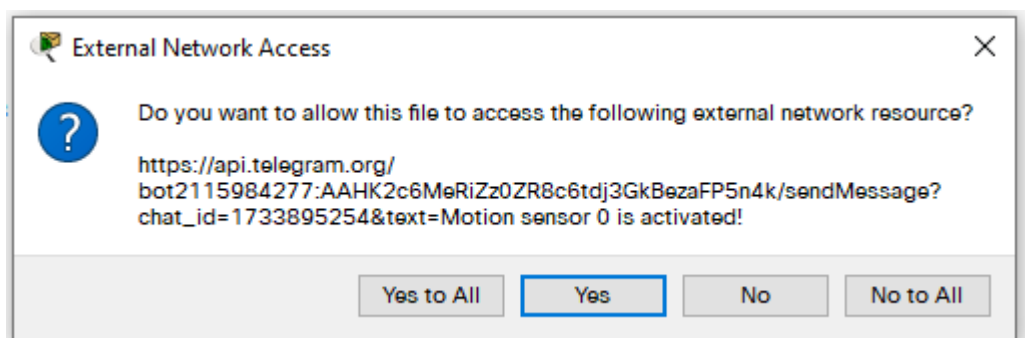 External Network Access
Do you want to allow this file to access the following external network resource?
https://api.telegram.org/
bot2115984277:AAHK2c6MeRiZz0ZR8c6tdj3GkBezaFP5n4k/sendMessage?
chat_id=1733895254&text=Motion sensor 0 is activated!
Yes to All
Yes
No
No to All